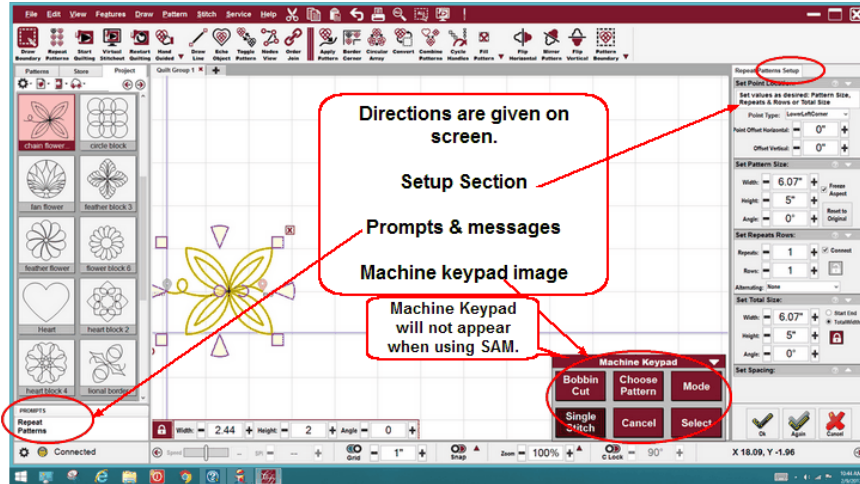 File Edit View Features Draw Pattern Stitch Service Help
Draw Boundary
Repeat Patterns
Start Quilting
Virtual Stitchout
Restart Quilting
Hand Guided
Draw Line
Echo Object
Toggle Pattern
Nodes View
Order Join
Apply Pattern
Border Corner
Circular Array
Convert
Combine Patterns
Cycle Handles
Fill Pattern
Flip Horizontal
Mirror Pattern
Flip Vertical
Pattern Boundary
Patterns Store Project
Quilt Group 1
Repeat Patterns Setup
chain flower...
circle block
fan flower
feather block 3
feather flower
flower block 6
Heart
heart block 2
heart block 4
lional border
PROMPTS
Repeat
Patterns
Directions are given on
screen.
Setup Section
Prompts & messages
Machine keypad image
Machine Keypad
will not appear
when using SAM.
Machine Keypad
Bobbin Cut
Choose Pattern
Mode
Single Stitch
Cancel
Select
Set Point Location:
Set values as desired: Pattern Size,
Repeats & Rows or Total Size
Point Type: LowerLeftCorner
Point Offset Horizontal: 0"
Offset Vertical: 0"
Set Pattern Size:
Width: 6.07"
Freeze Aspect
Height: 5"
Angle: 0°
Reset to Original
Set Repeats Rows:
Repeats: 1 Connect
Rows: 1
Alternating: None
Set Total Size:
Width: 6.07"
Start End
TotalWidth
Height: 5"
Angle: 0°
Set Spacing:
Ok Again Cancel
Width: 2.44 Height: 2 Angle 0
Connected
Speed
SPI
Grid 1"
Snap
Zoom 100%
C Lock 90°
X 18.09, Y -1.96
10:44 AM